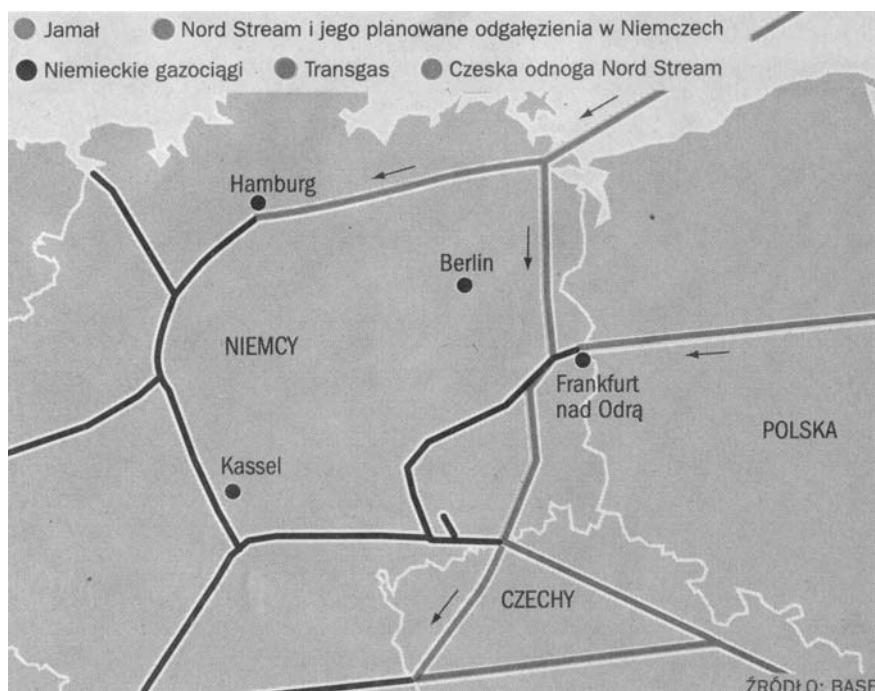 Jamał
Nord Stream i jego planowane odgałęzienia w Niemczech
Niemieckie gazociągi
Transgas
Czeska odnoga Nord Stream
Hamburg
Berlin
NIEMCY
Frankfurt
nad Odrą
POLSKA
Kassel
CZECHY
ŹRÓDŁO: BASF